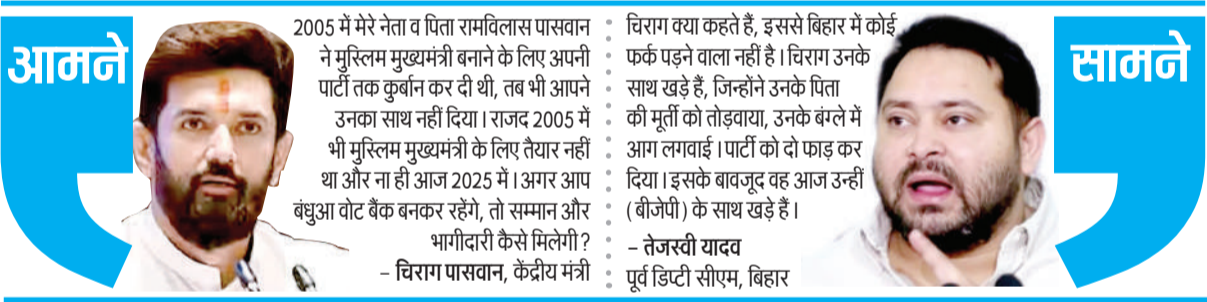 आमने
2005 में मेरे नेता व पिता रामविलास पासवान
ने मुस्लिम मुख्यमंत्री बनाने के लिए अपनी
पार्टी तक कुर्बान कर दी थी, तब भी आपने
उनका साथ नहीं दिया। राजद 2005 में
भी मुस्लिम मुख्यमंत्री के लिए तैयार नहीं
था और ना ही आज 2025 में। अगर आप
बंधुआ वोट बैंक बनकर रहेंगे, तो सम्मान और
भागीदारी कैसे मिलेगी?
– चिराग पासवान, केंद्रीय मंत्री
चिराग क्या कहते हैं, इससे बिहार में कोई
फर्क पड़ने वाला नहीं है। चिराग उनके
साथ खड़े हैं, जिन्होंने उनके पिता
की मूर्ती को तोड़वाया, उनके बंग्ले में
आग लगवाई। पार्टी को दो फाड़ कर
दिया। इसके बावजूद वह आज उन्हीं
(बीजेपी) के साथ खड़े हैं।
– तेजस्वी यादव
पूर्व डिप्टी सीएम, बिहार
सामने